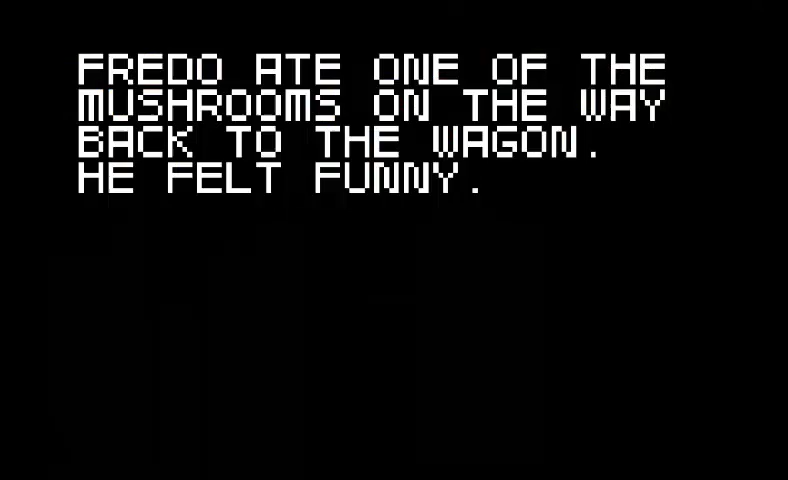 FREDO ATE ONE OF THE
MUSHROOMS ON THE WAY
BACK TO THE WAGON.
HE FELT FUNNY.